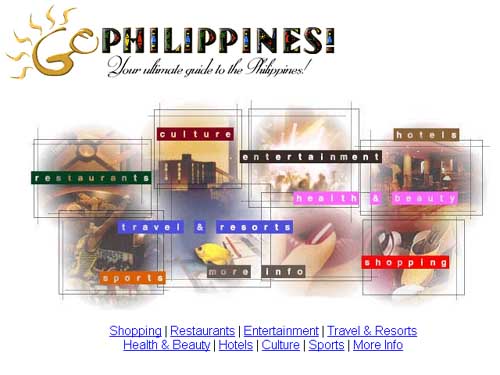 Go PHILIPPINES!
Your ultimate guide to the Philippines!
culture
hotels
entertainment
restaurants
health & beauty
travel & resorts
shopping
more info
sports
Shopping | Restaurants | Entertainment | Travel & Resorts
Health & Beauty | Hotels | Culture | Sports | More Info